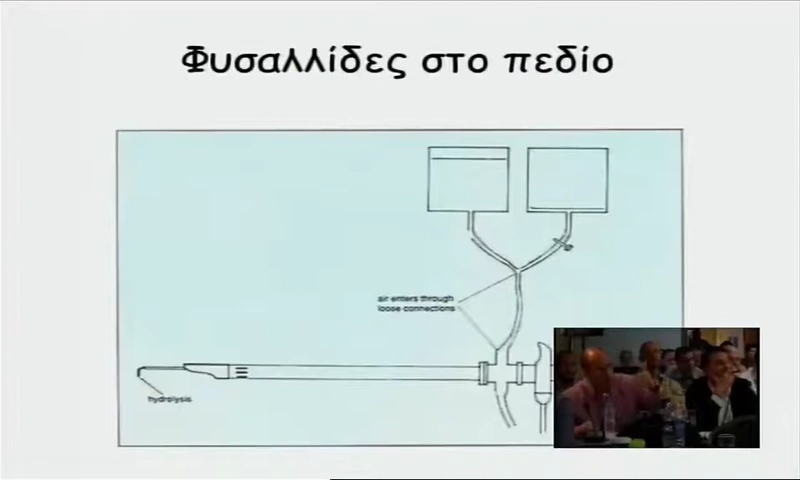 Φυσαλλίδες στο πεδίο
air enters through
loose connections
hydrolysis